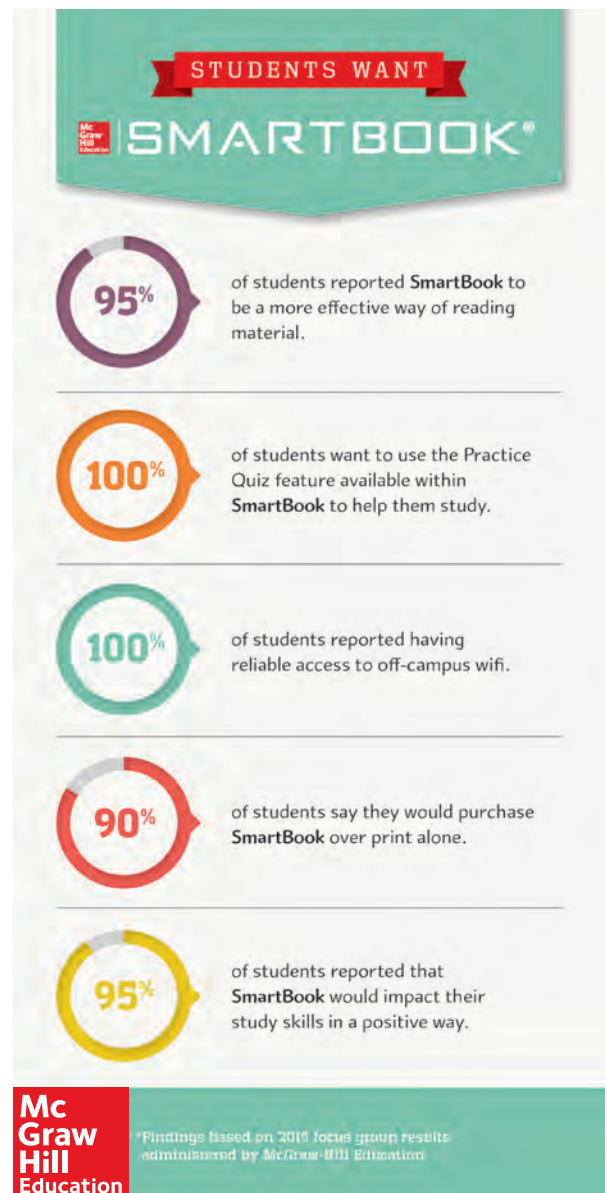 STUDENTS WANT
Mc
Graw
Hill
Education
SMARTBOOK®
95%
of students reported SmartBook to
be a more effective way of reading
material.
100%
of students want to use the Practice
Quiz feature available within
SmartBook to help them study.
100%
of students reported having
reliable access to off-campus wifi.
90%
of students say they would purchase
SmartBook over print alone.
95%
of students reported that
SmartBook would impact their
study skills in a positive way.
Mc
Graw
Hill
Education
*Findings based on 2015 focus group results
administered by McGraw-Hill Education